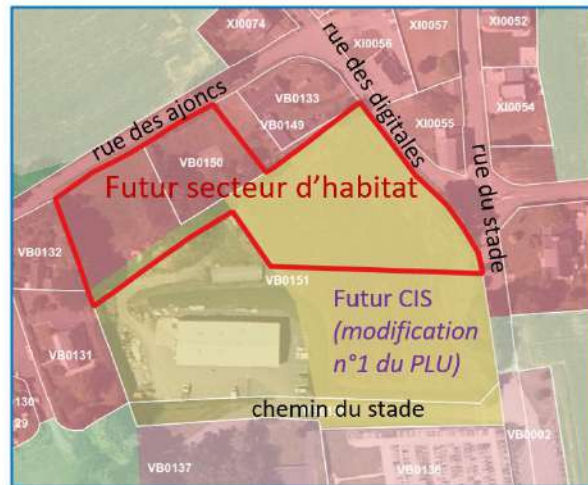 XI0074
XI0052
XI0057
XI0056
rue des digitales
VB0133
rue des ajoncs
VB0149
XI0054
XI0055
VB0150
rue du stade
Futur secteur d'habitat
VB0132
VB0151
Futur CIS
(modification
n°1 du PLU)
VB0131
chemin du stade
VB0002
VB0137
VB0136